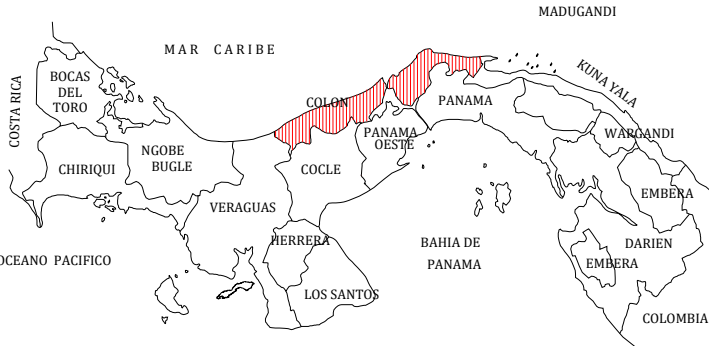 MADUGANDI
MAR CARIBE
COSTA RICA
BOCAS
DEL
TORO
KUNA YALA
COLON
PANAMA
PANAMA
OESTE
WARGANDI
NGOBE
BUGLE
CHIRIQUI
COCLE
EMBERA
VERAGUAS
HERRERA
BAHIA DE
PANAMA
DARIEN
EMBERA
OCEANO PACIFICO
LOS SANTOS
COLOMBIA